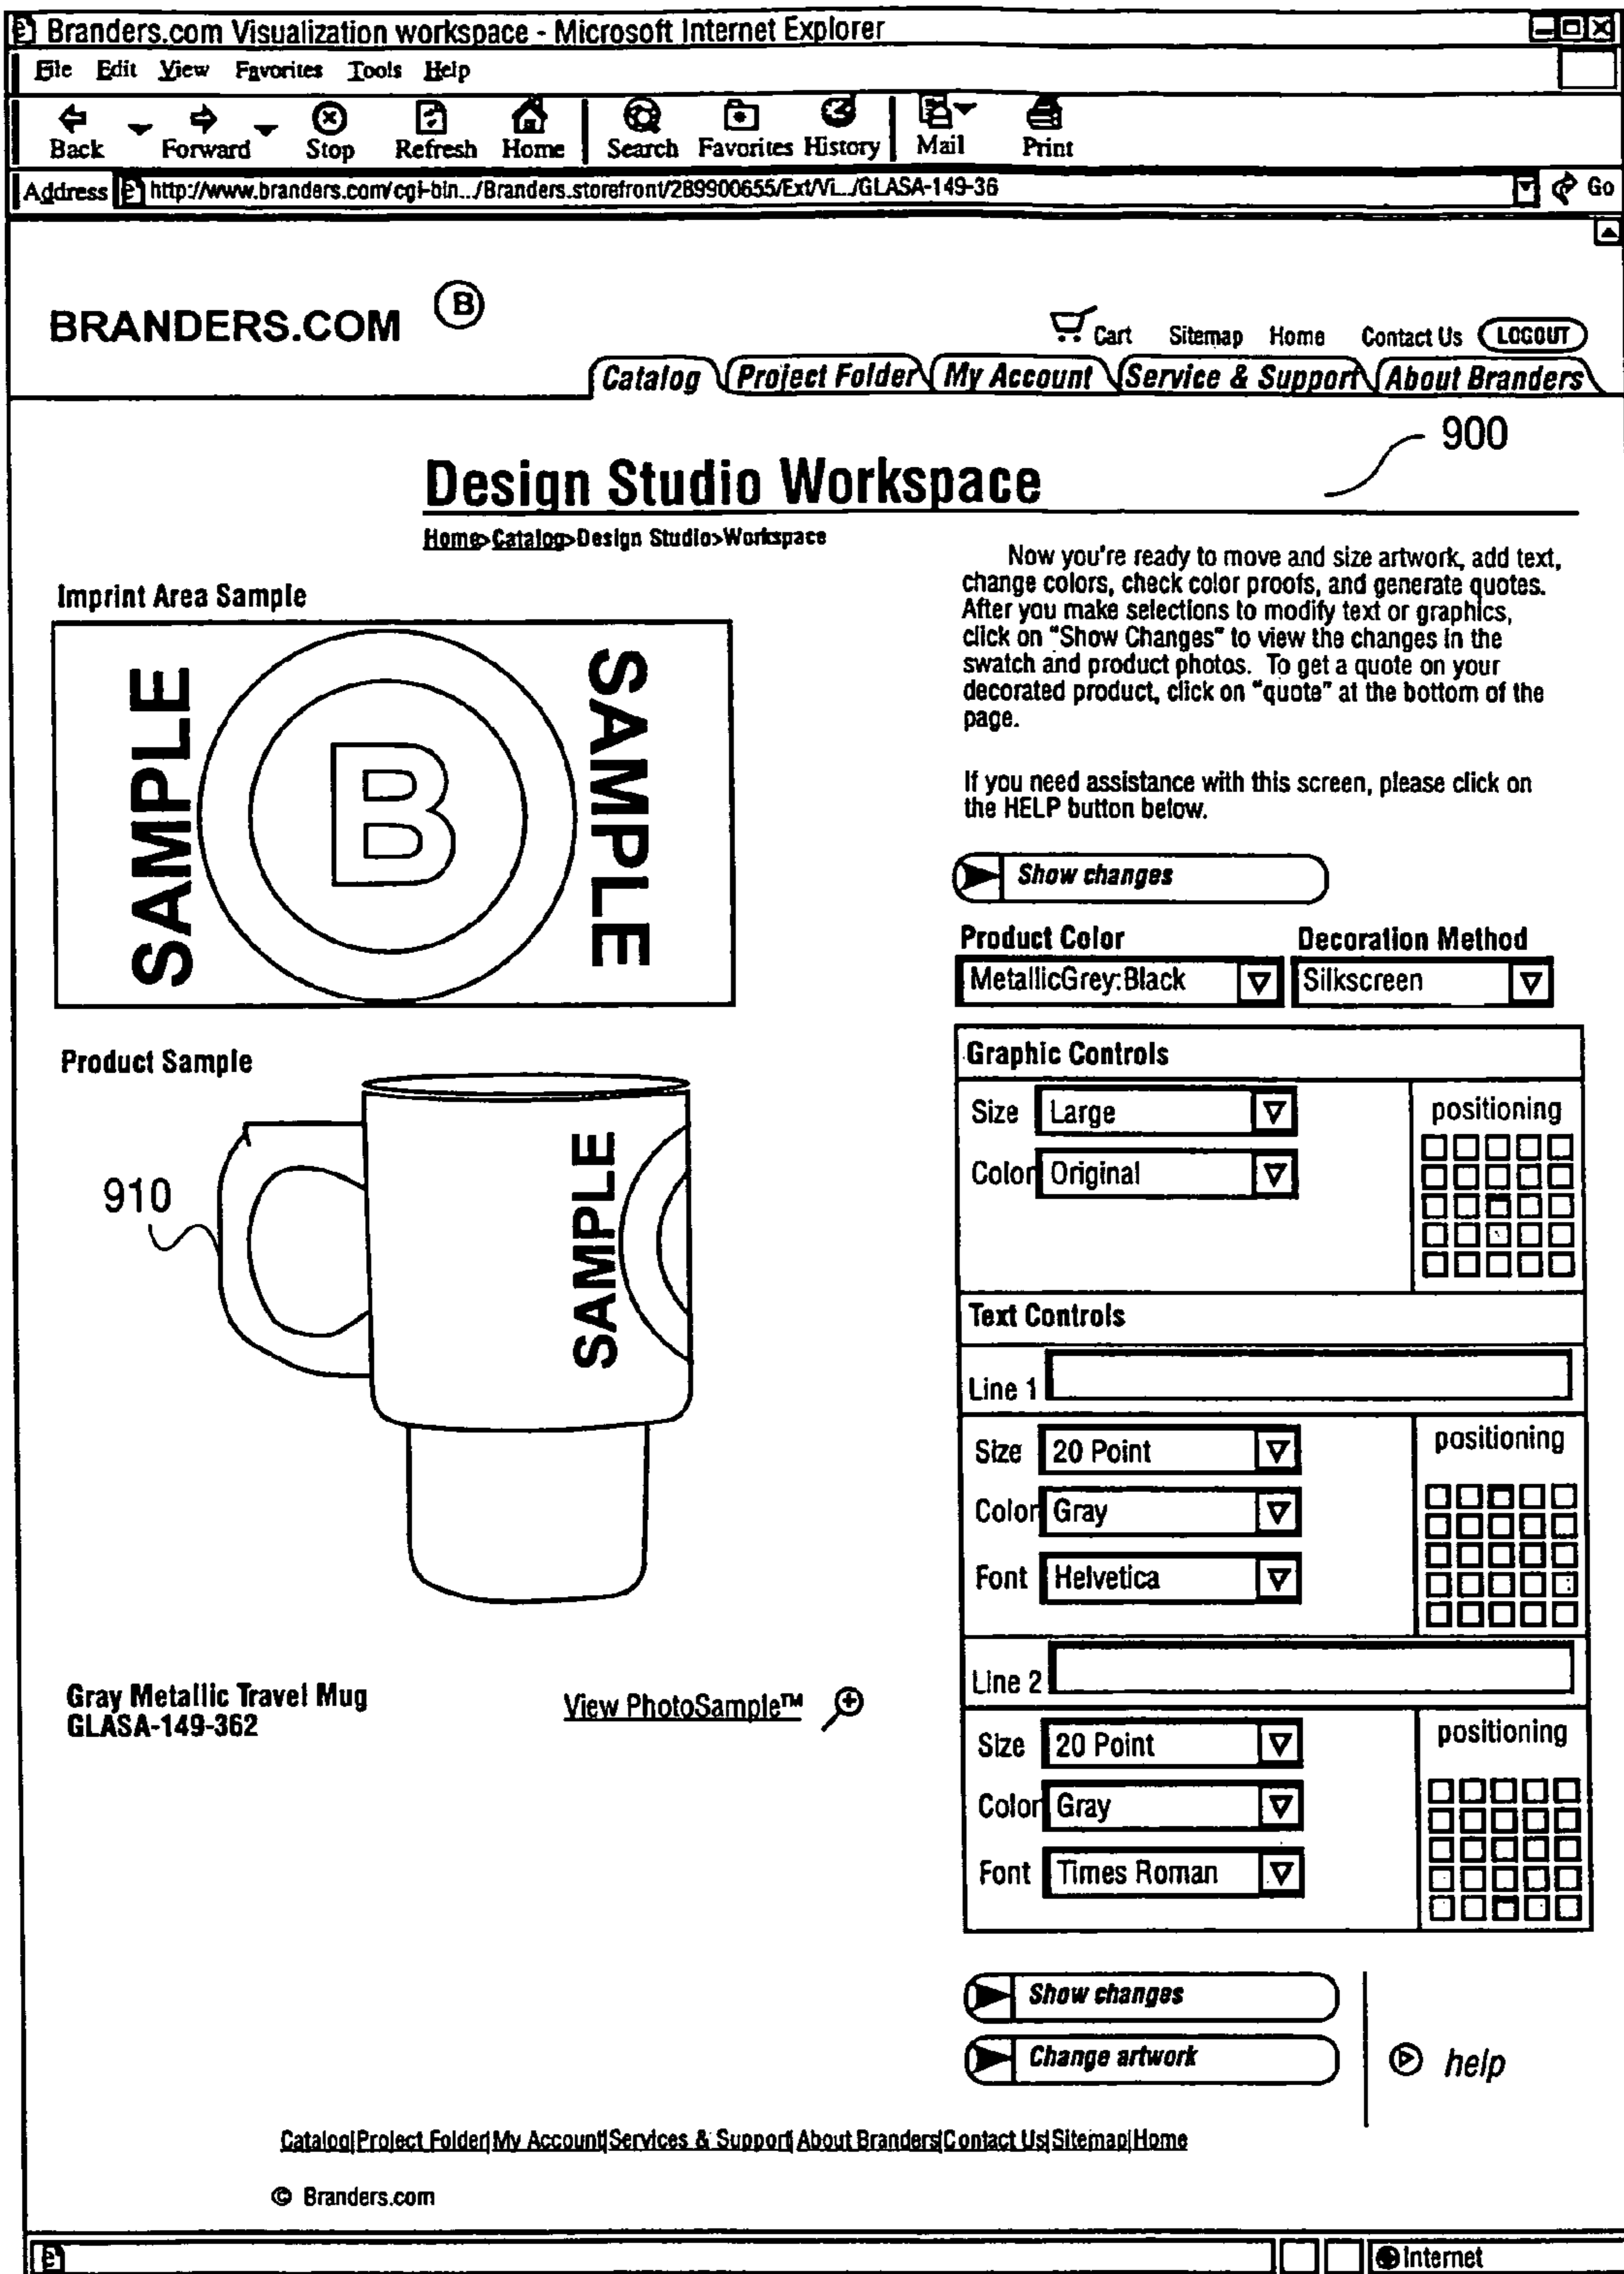 Branders.com Visualization workspace - Microsoft Internet Explorer
File Edit View Favorites Tools Help
Back Forward Stop Refresh Home Search Favorites History Mail Print
Address http://www.branders.com/cgi-bin.../Branders.storefront/289900655/Ext/Vi.../GLASA-149-36 Go
BRANDERS.COM B
Cart Sitemap Home Contact Us LOGOUT
Catalog Project Folder My Account Service & Support About Branders
900
Design Studio Workspace
Home>Catalog>Design Studio>Workspace
Now you're ready to move and size artwork, add text,
change colors, check color proofs, and generate quotes.
After you make selections to modify text or graphics,
click on "Show Changes" to view the changes in the
swatch and product photos. To get a quote on your
decorated product, click on "quote" at the bottom of the
page.
If you need assistance with this screen, please click on
the HELP button below.
Imprint Area Sample
SAMPLE
B
SAMPLE
Show changes
Product Color Decoration Method
MetallicGrey:Black Silkscreen
Product Sample
910
SAMPLE
Gray Metallic Travel Mug
GLASA-149-362
View PhotoSample™
Graphic Controls
Size Large positioning
Color Original
Text Controls
Line 1
Size 20 Point positioning
Color Gray
Font Helvetica
Line 2
Size 20 Point positioning
Color Gray
Font Times Roman
Show changes
Change artwork
help
Catalog|Project Folder|My Account|Services & Support|About Branders|Contact Us|Sitemap|Home
© Branders.com
Internet